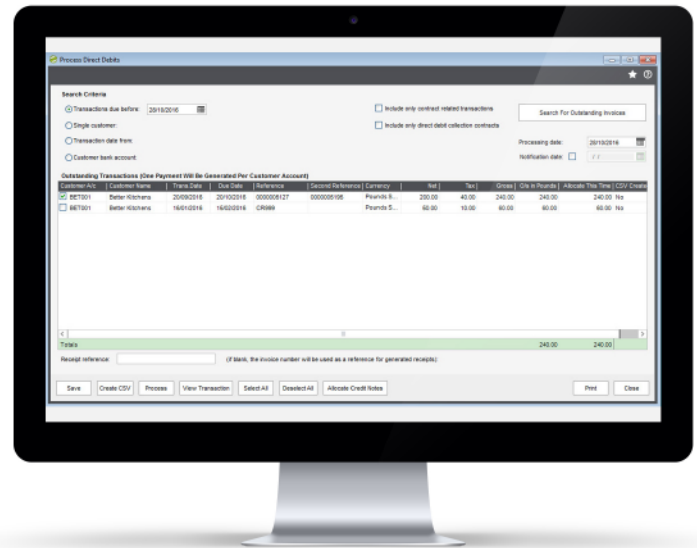 Process Direct Debits
Search Criteria
Transactions due before: 20/10/2016
Include only contract related transactions
Search For Outstanding Invoices
Single customer:
Include only direct debit collection contracts
Transaction date from:
Processing date: 20/10/2016
Customer bank account:
Notification date: / /
Outstanding Transactions (One Payment Will Be Generated Per Customer Account)
Customer A/c Customer Name Trans Date Due Date Reference Second Reference Currency Net Tax Gross O/s in Pounds Allocate This Time CSV Create
BET001 Better Kitchens 20/09/2016 20/10/2016 0000005127 0000005195 Pounds S... 200.00 40.00 240.00 240.00 240.00 No
BET001 Better Kitchens 16/01/2016 16/02/2016 CR999 Pounds S... 50.00 10.00 60.00 60.00 60.00 No
Totals 240.00 240.00
Receipt reference: (If blank, the invoice number will be used as a reference for generated receipts):
Save Create CSV Process View Transaction Select All Deselect All Allocate Credit Notes Print Close